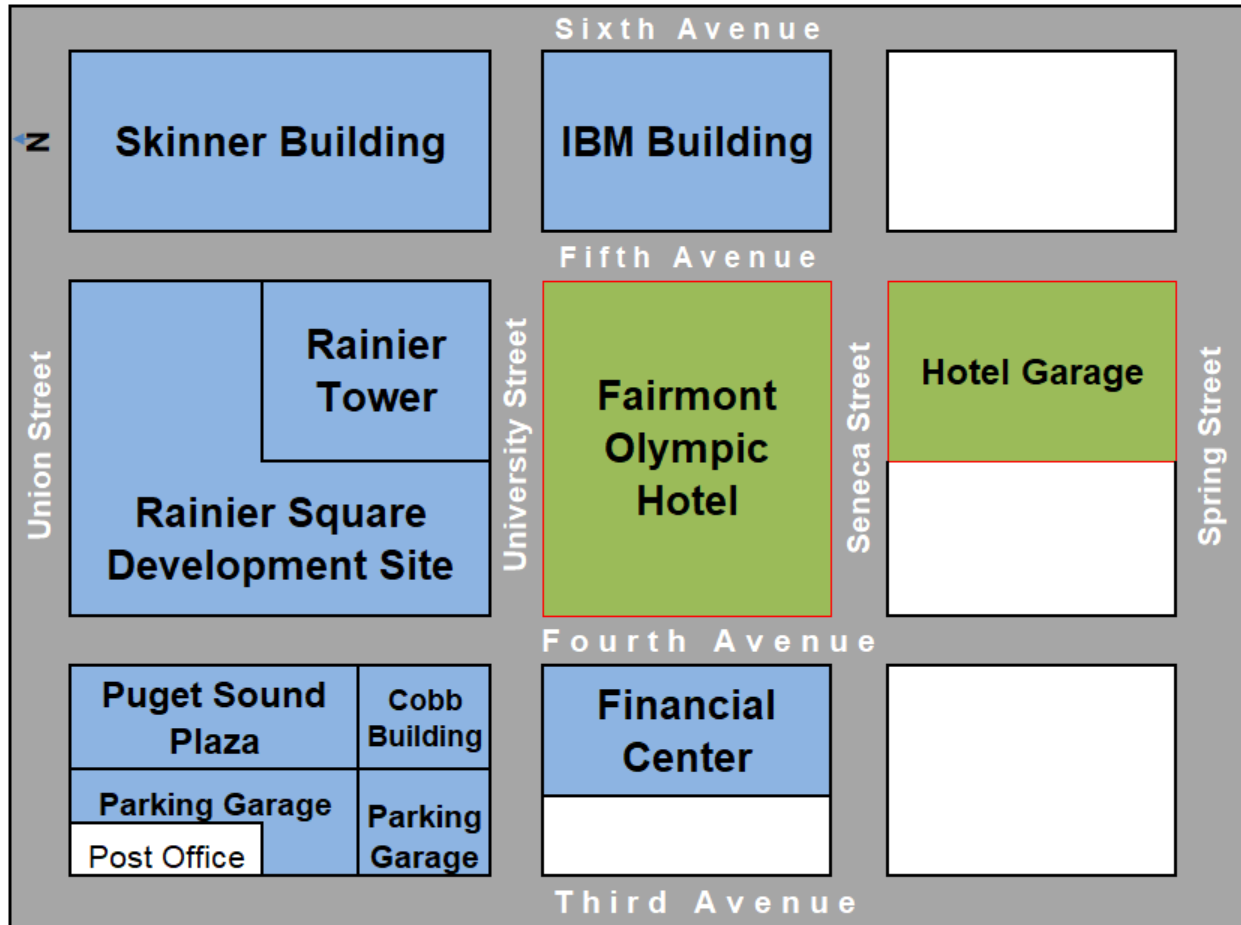 Sixth Avenue
N
Skinner Building
IBM Building
Fifth Avenue
Union Street
Rainier
Tower
Rainier Square
Development Site
University Street
Fairmont
Olympic
Hotel
Seneca Street
Hotel Garage
Spring Street
Fourth Avenue
Puget Sound
Plaza
Cobb
Building
Financial
Center
Parking Garage
Post Office
Parking
Garage
Third Avenue